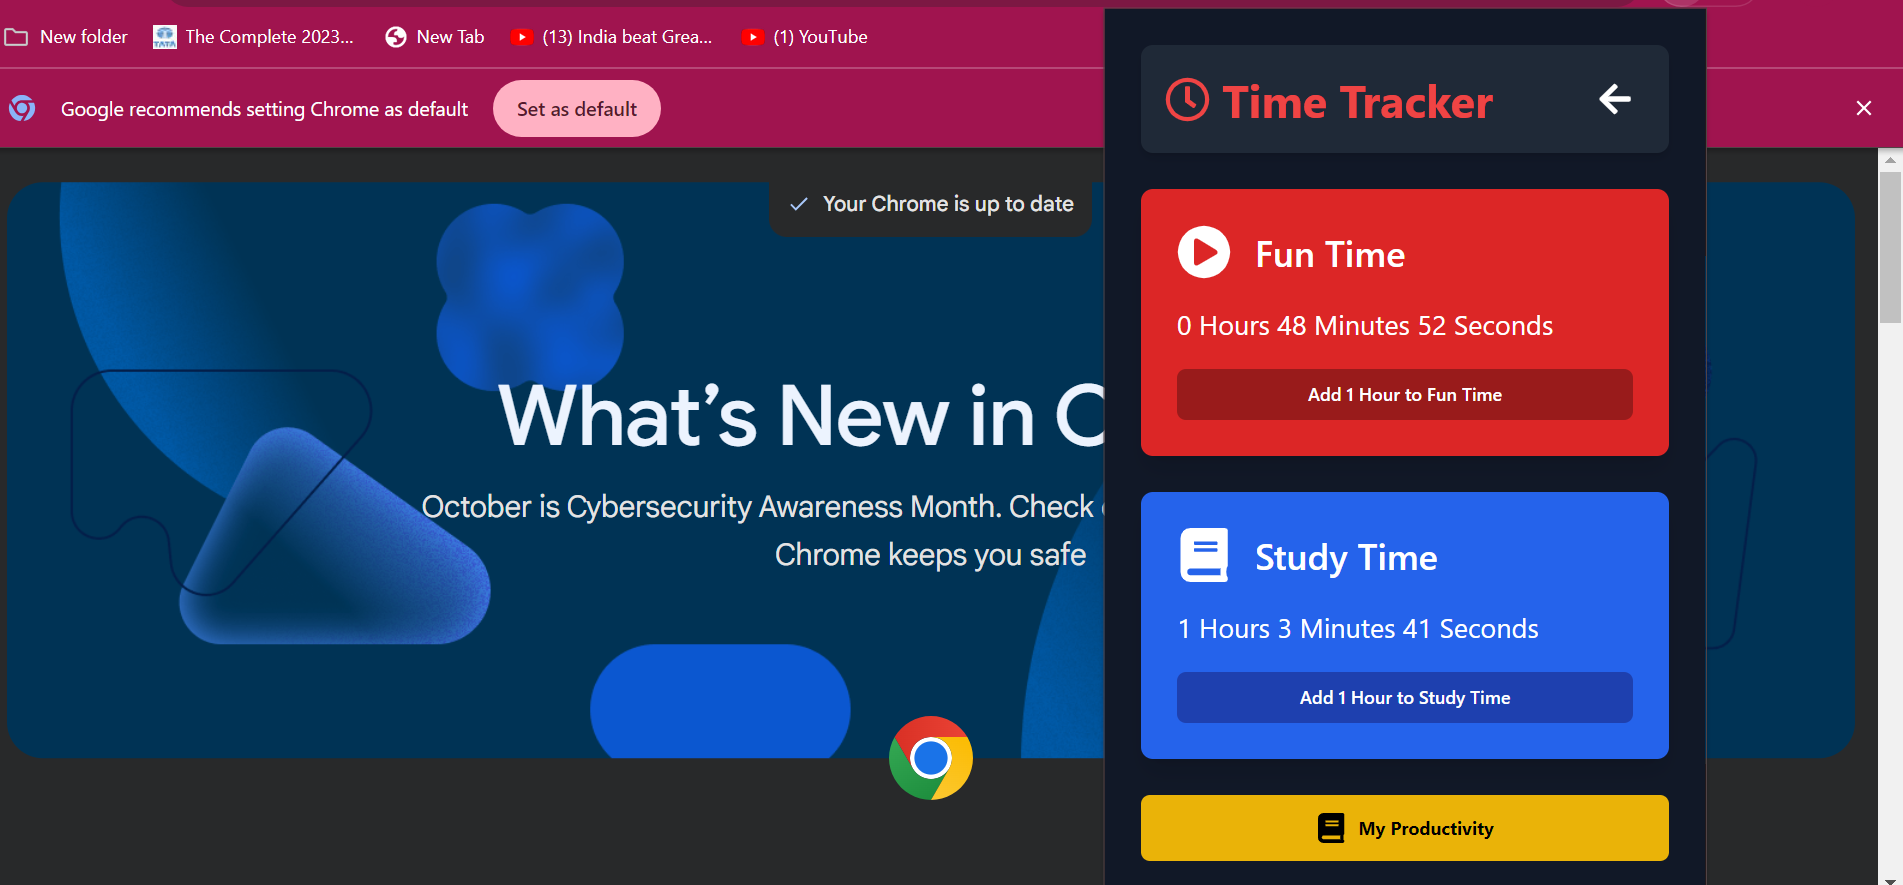 New folder
The Complete 2023...
New Tab
(13) India beat Grea...
(1) YouTube
Google recommends setting Chrome as default
Set as default
Your Chrome is up to date
What's New in C
October is Cybersecurity Awareness Month. Check
Chrome keeps you safe
Time Tracker
Fun Time
0 Hours 48 Minutes 52 Seconds
Add 1 Hour to Fun Time
Study Time
1 Hours 3 Minutes 41 Seconds
Add 1 Hour to Study Time
My Productivity